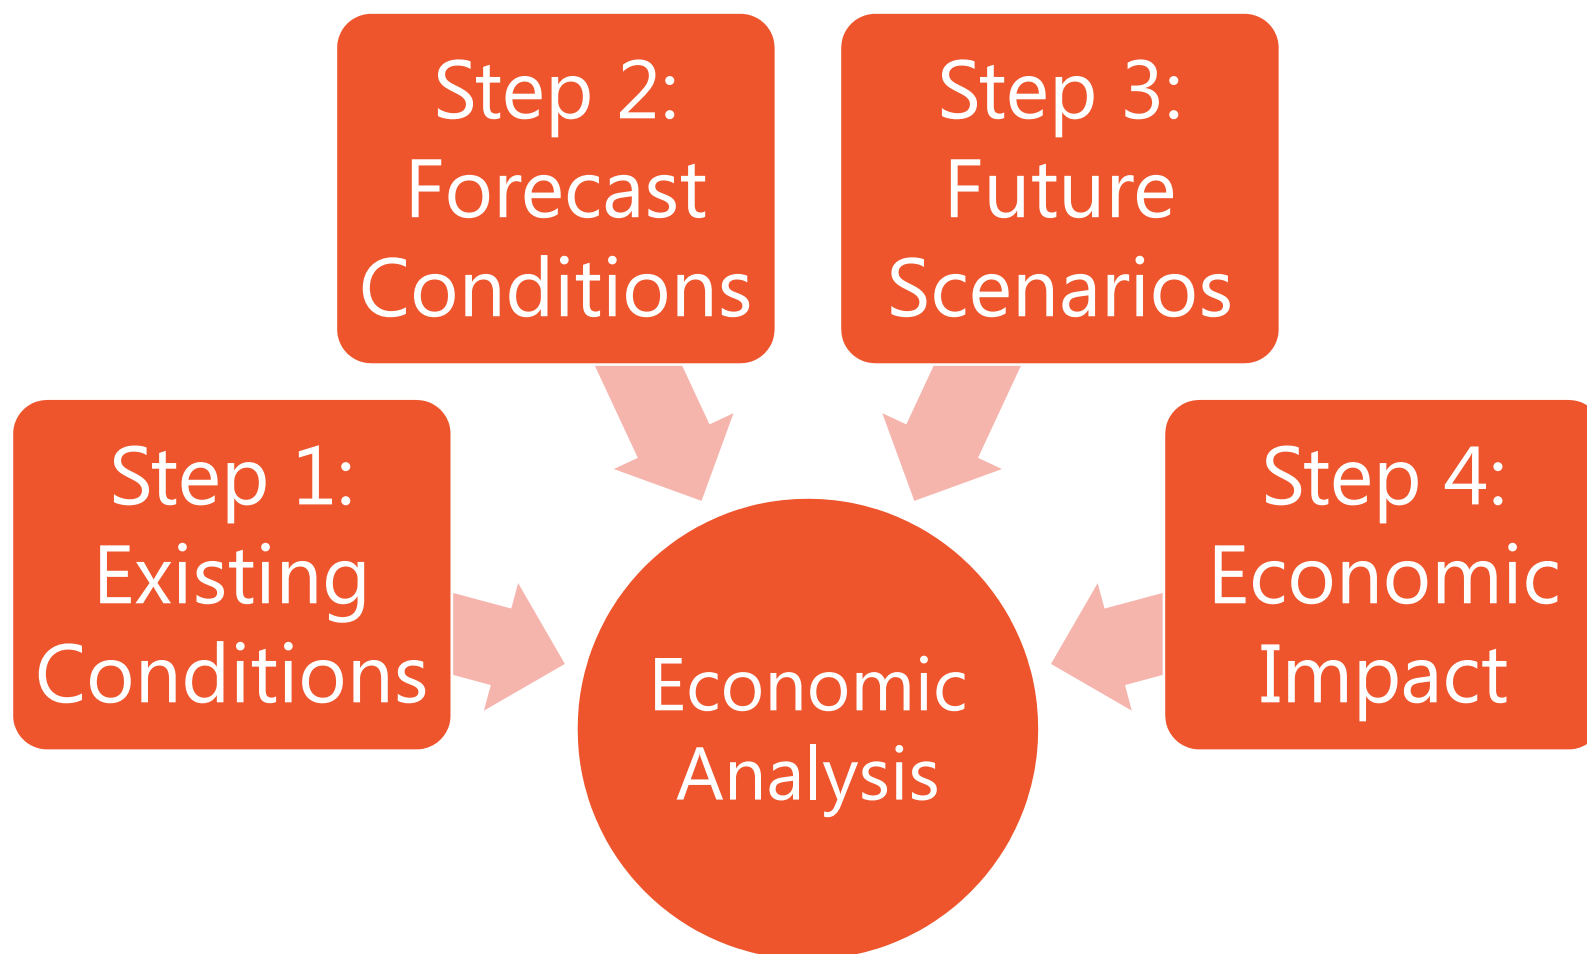 Step 1:
Existing
Conditions
Step 2:
Forecast
Conditions
Step 3:
Future
Scenarios
Step 4:
Economic
Impact
Economic
Analysis